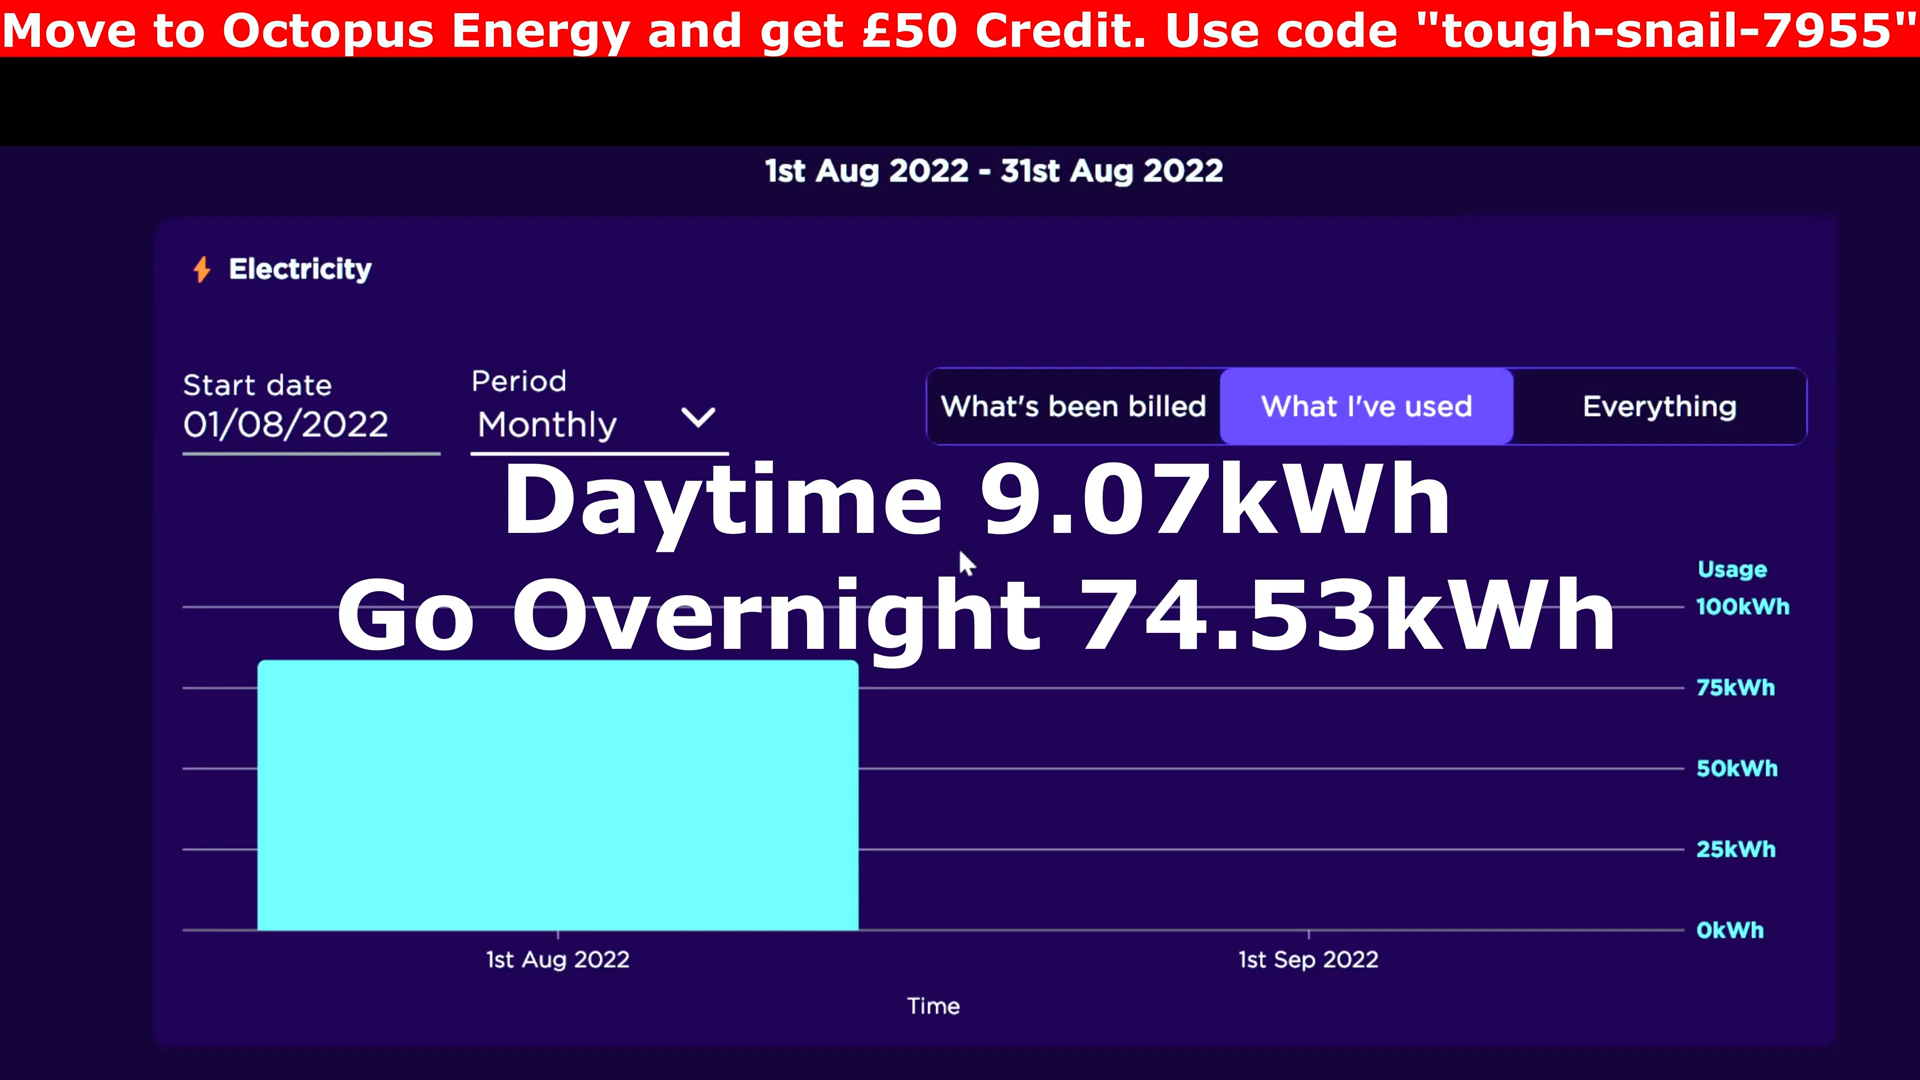 Move to Octopus Energy and get £50 Credit. Use code "tough-snail-7955"
1st Aug 2022 - 31st Aug 2022
Electricity
Start date
01/08/2022
Period
Monthly
What's been billed
What I've used
Everything
Daytime 9.07kWh
Go Overnight 74.53kWh
Usage
100kWh
75kWh
50kWh
25kWh
0kWh
1st Aug 2022
1st Sep 2022
Time